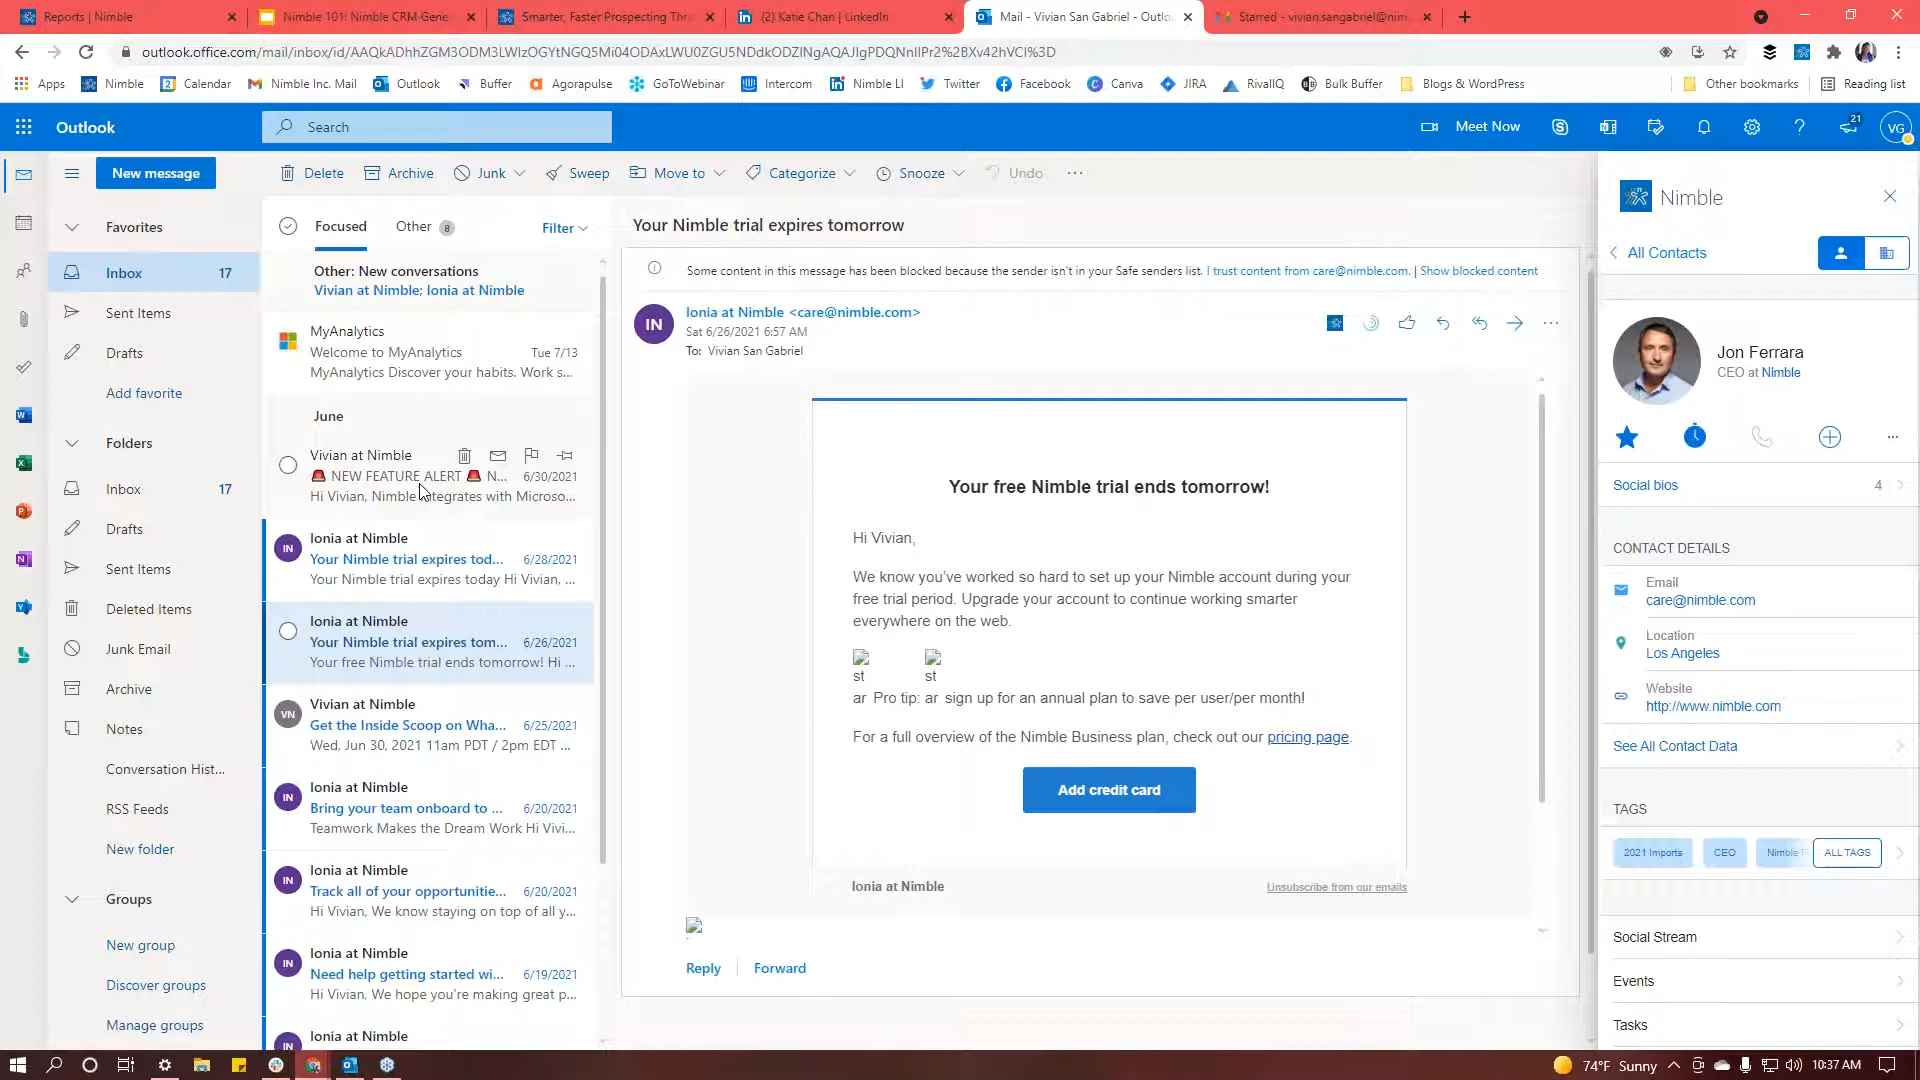 Reports | Nimble
Nimble 101: Nimble CRM Gene
Smarter, Faster Prospecting Thr
(2) Katie Chan | LinkedIn
Mail - Vivian San Gabriel - Outlo
Starred - vivian.sangabriel@nim
outlook.office.com/mail/inbox/id/AAQkADhhZGM3ODM3LWIzOGYtNGQ5Mi04ODAxLWU0ZGU5NDdkODZlNgAQAJlgPDQNnIlPr2%2BXv42hVCI%3D
Apps
Nimble
Calendar
Nimble Inc. Mail
Outlook
Buffer
Agorapulse
GoToWebinar
Intercom
Nimble LI
Twitter
Facebook
Canva
JIRA
RivalIQ
Bulk Buffer
Blogs & WordPress
Other bookmarks
Reading list
Outlook
Search
Meet Now
21
VG
New message
Delete
Archive
Junk
Sweep
Move to
Categorize
Snooze
Undo
Favorites
Inbox 17
Sent Items
Drafts
Add favorite
Folders
Inbox 17
Drafts
Sent Items
Deleted Items
Junk Email
Archive
Notes
Conversation Hist...
RSS Feeds
New folder
Groups
New group
Discover groups
Manage groups
Focused
Other 8
Filter
Other: New conversations
Vivian at Nimble; Ionia at Nimble
MyAnalytics
Welcome to MyAnalytics Tue 7/13
MyAnalytics Discover your habits. Work s...
June
Vivian at Nimble
NEW FEATURE ALERT N... 6/30/2021
Hi Vivian, Nimble integrates with Microso...
IN
Ionia at Nimble
Your Nimble trial expires tod... 6/28/2021
Your Nimble trial expires today Hi Vivian, ...
Ionia at Nimble
Your Nimble trial expires tom... 6/26/2021
Your free Nimble trial ends tomorrow! Hi ...
VN
Vivian at Nimble
Get the Inside Scoop on Wha... 6/25/2021
Wed, Jun 30, 2021 11am PDT / 2pm EDT ...
IN
Ionia at Nimble
Bring your team onboard to ... 6/20/2021
Teamwork Makes the Dream Work Hi Vivi...
IN
Ionia at Nimble
Track all of your opportunitie... 6/20/2021
Hi Vivian, We know staying on top of all y...
IN
Ionia at Nimble
Need help getting started wi... 6/19/2021
Hi Vivian, We hope you're making great p...
IN
Ionia at Nimble
Your Nimble trial expires tomorrow
Some content in this message has been blocked because the sender isn't in your Safe senders list. I trust content from care@nimble.com. | Show blocked content
IN
Ionia at Nimble <care@nimble.com>
Sat 6/26/2021 6:57 AM
To: Vivian San Gabriel
Your free Nimble trial ends tomorrow!
Hi Vivian,
We know you've worked so hard to set up your Nimble account during your
free trial period. Upgrade your account to continue working smarter
everywhere on the web.
st st
ar Pro tip: ar sign up for an annual plan to save per user/per month!
For a full overview of the Nimble Business plan, check out our pricing page.
Add credit card
Ionia at Nimble
Unsubscribe from our emails
Reply
Forward
Nimble
All Contacts
Jon Ferrara
CEO at Nimble
Social bios 4
CONTACT DETAILS
Email
care@nimble.com
Location
Los Angeles
Website
http://www.nimble.com
See All Contact Data
TAGS
2021 Imports
CEO
Nimble
ALL TAGS
Social Stream
Events
Tasks
74°F Sunny
10:37 AM